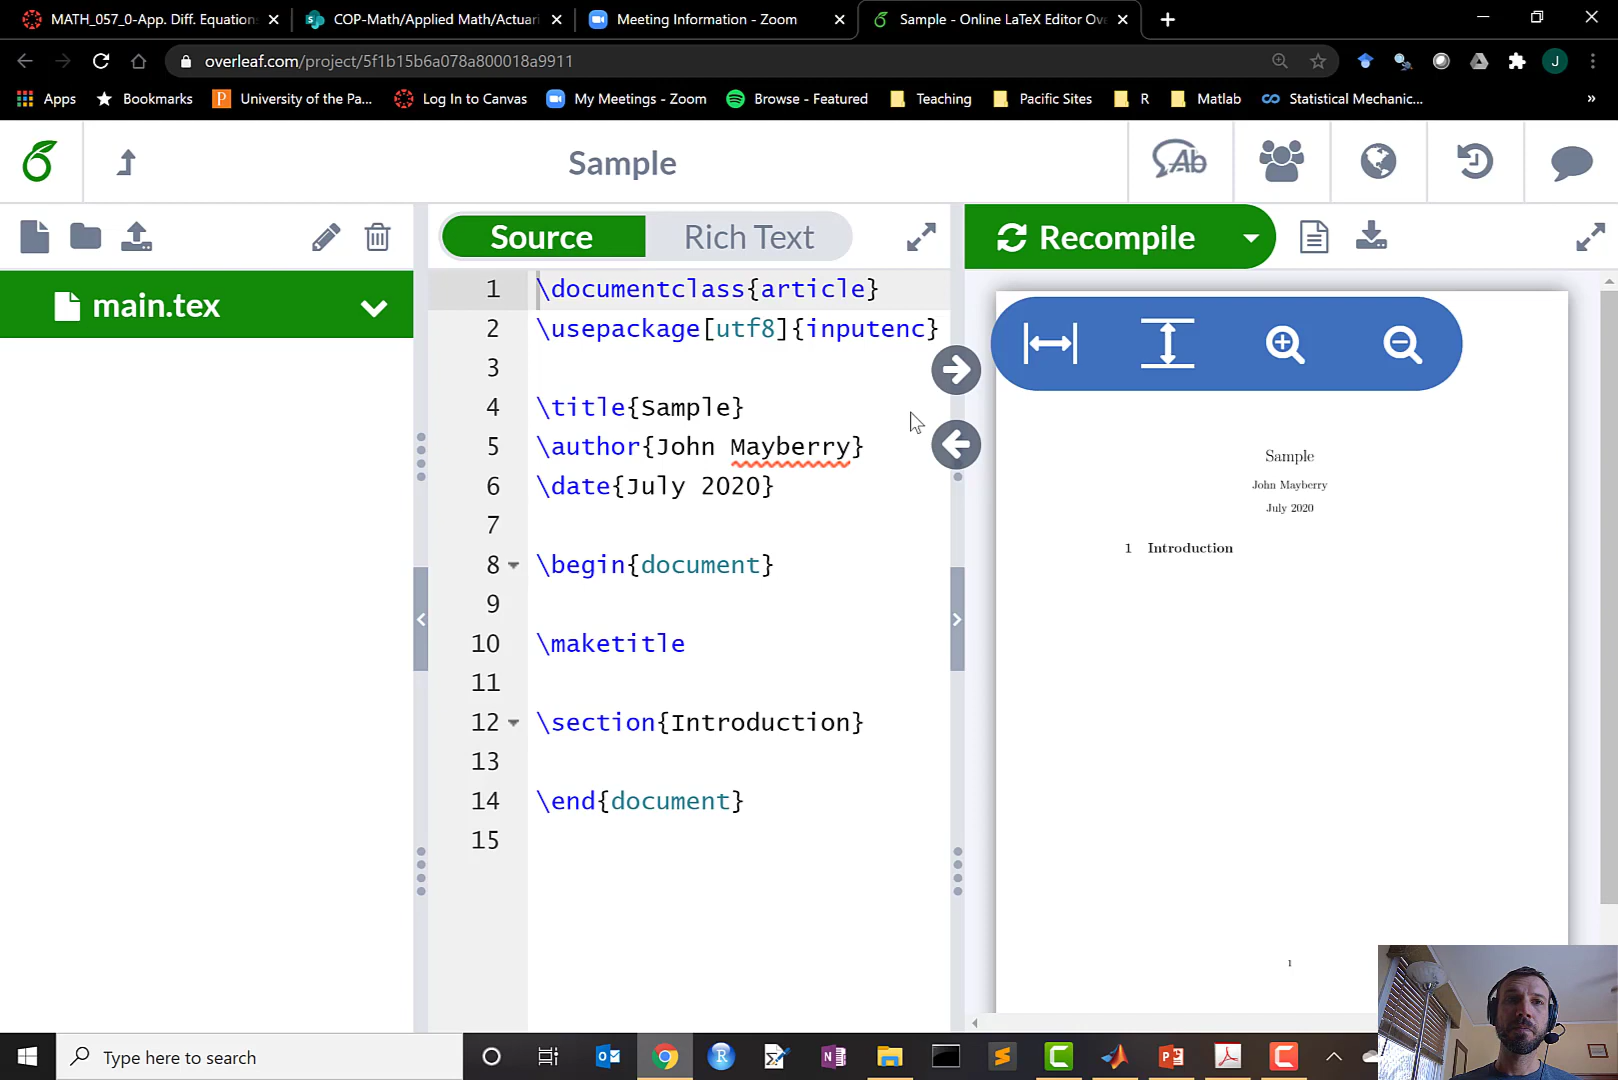 MATH_057_0-App. Diff. Equation
COP-Math/Applied Math/Actuari
Meeting Information - Zoom
Sample - Online LaTeX Editor Ov
overleaf.com/project/5f1b15b6a078a800018a9911
J
Apps
Bookmarks
University of the Pa...
Log In to Canvas
My Meetings - Zoom
Browse - Featured
Teaching
Pacific Sites
R
Matlab
Statistical Mechanic...
»
Sample
Ab
Source
Rich Text
Recompile
main.tex
1 \documentclass{article}
2 \usepackage[utf8]{inputenc}
3
4 \title{Sample}
5 \author{John Mayberry}
6 \date{July 2020}
7
8 \begin{document}
9
10 \maketitle
11
12 \section{Introduction}
13
14 \end{document}
15
Sample
John Mayberry
July 2020
1 Introduction
1
Type here to search